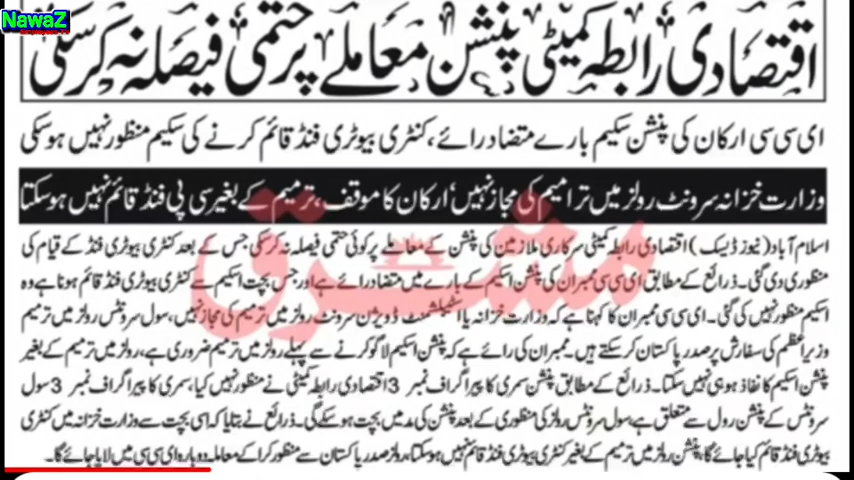 NawaZ
اقتصادی رابطہ کمیٹی پنشن معاملے پر حتمی فیصلہ نہ کرسکی
ای سی سی ارکان کی پنشن سکیم بارے متضاد رائے، کنٹری بیوٹری فنڈ قائم کرنے کی سکیم منظور نہیں ہوسکی
وزارت خزانہ سرونٹ رولز میں ترامیم کی مجاز نہیں، ارکان کا موقف، ترمیم کے بغیر سی پی فنڈ قائم نہیں ہوسکتا
اسلام آباد (نیوز ڈیسک) اقتصادی رابطہ کمیٹی سرکاری ملازمین کی پنشن کے معاملے پر کوئی حتمی فیصلہ نہ کرسکی جس کے بعد کنٹری بیوٹری فنڈ کے قیام کی
منظوری دی گئی۔ ذرائع کے مطابق ای سی سی ممبران کی پنشن اسکیم کے بارے میں متضاد رائے ہے اور جس بچت اسکیم سے کنٹری بیوٹری فنڈ قائم ہونا ہے وہ
اسکیم منظور نہیں کی گئی۔ ای سی سی ممبران کا کہنا ہے کہ وزارت خزانہ یا اسٹیبلشمنٹ ڈویژن سرونٹ رولز میں ترمیم کی مجاز نہیں، سول سرونٹس رولز میں ترمیم
وزیراعظم کی سفارش پر صدر پاکستان کرسکتے ہیں۔ ممبران کی رائے ہے کہ پنشن اسکیم لاگو کرنے سے پہلے رولز میں ترمیم ضروری ہے، رولز میں ترمیم کے بغیر
پنشن اسکیم کا نفاذ ہو ہی نہیں سکتا۔ ذرائع کے مطابق پنشن سمری کا پیرا گراف نمبر 3 اقتصادی رابطہ کمیٹی نے منظور نہیں کیا، سمری کا پیرا گراف نمبر 3 سول
سرونٹس کے پنشن رول سے متعلق ہے، سول سرونٹس رولز کی منظوری کے بعد پنشن کی مد میں بچت ہوسکے گی۔ ذرائع نے بتایا کہ اسی بچت سے وزارت خزانہ میں کنٹری
بیوٹری فنڈ قائم کیا جائے گا، پنشن رولز میں ترمیم کے بغیر کنٹری بیوٹری فنڈ قائم نہیں ہوسکتا، رولز صدر پاکستان سے منظور کرا کے معاملہ دوبارہ ای سی سی میں لایا جائے گا۔
مشرق